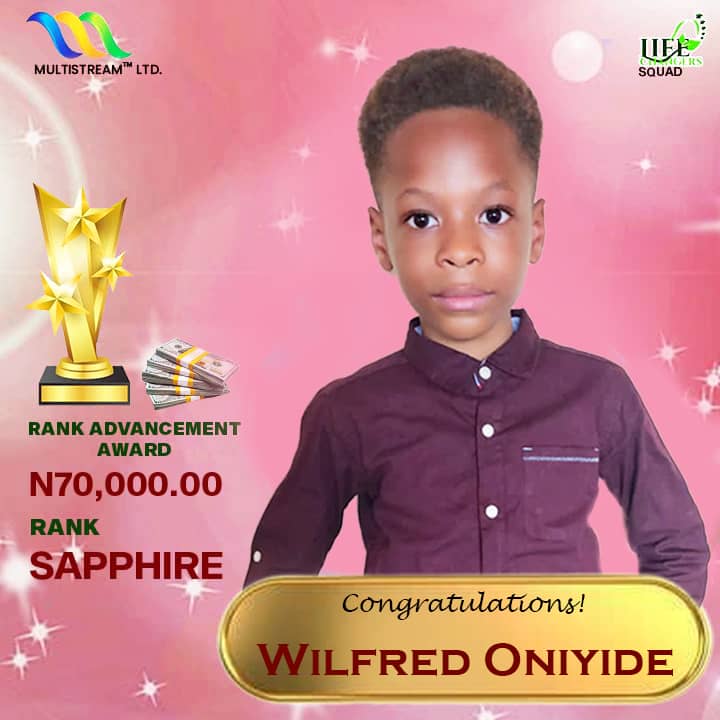 MULTISTREAM™ LTD.
LIFE
CHANGERS
SQUAD
RANK ADVANCEMENT
AWARD
N70,000.00
RANK
SAPPHIRE
Congratulations!
WILFRED ONIYIDE